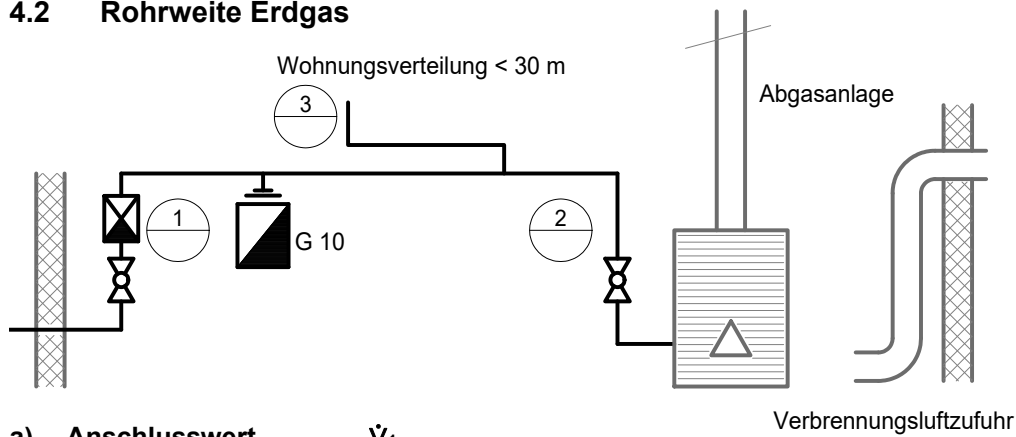 4.2 Rohrweite Erdgas
Wohnungsverteilung < 30 m
3
Abgasanlage
1
2
G 10
Verbrennungsluftzufuhr
a) Anschlusswert